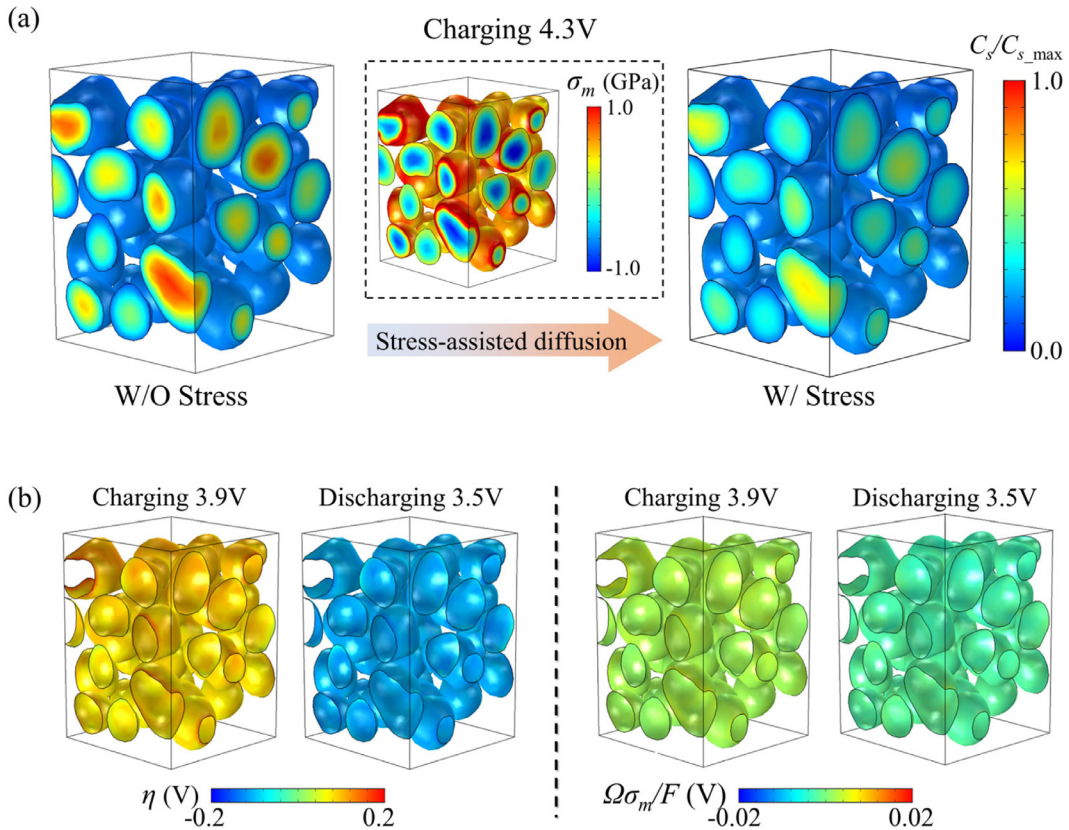 (a)
Charging 4.3V
σm (GPa)
1.0
-1.0
Cs/Cs_max
1.0
0.0
Stress-assisted diffusion
W/O Stress
W/ Stress
(b)
Charging 3.9V
Discharging 3.5V
Charging 3.9V
Discharging 3.5V
η (V)
-0.2
0.2
Ωσm/F (V)
-0.02
0.02